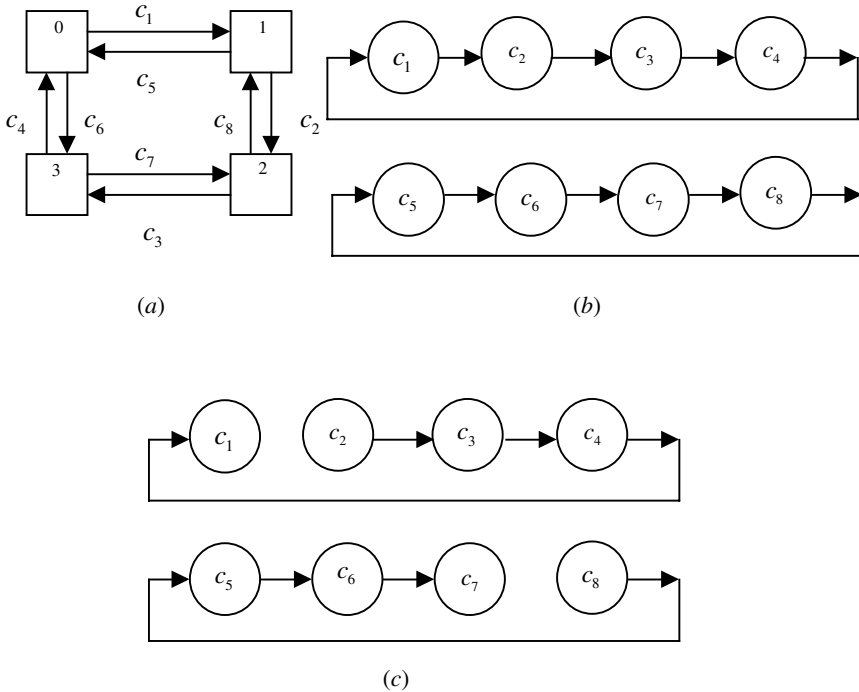 0 c₁ 1
c₅
c₄ c₆ c₈ c₂
3 c₇ 2
c₃
(a)
c₁ c₂ c₃ c₄
c₅ c₆ c₇ c₈
(b)
c₁ c₂ c₃ c₄
c₅ c₆ c₇ c₈
(c)